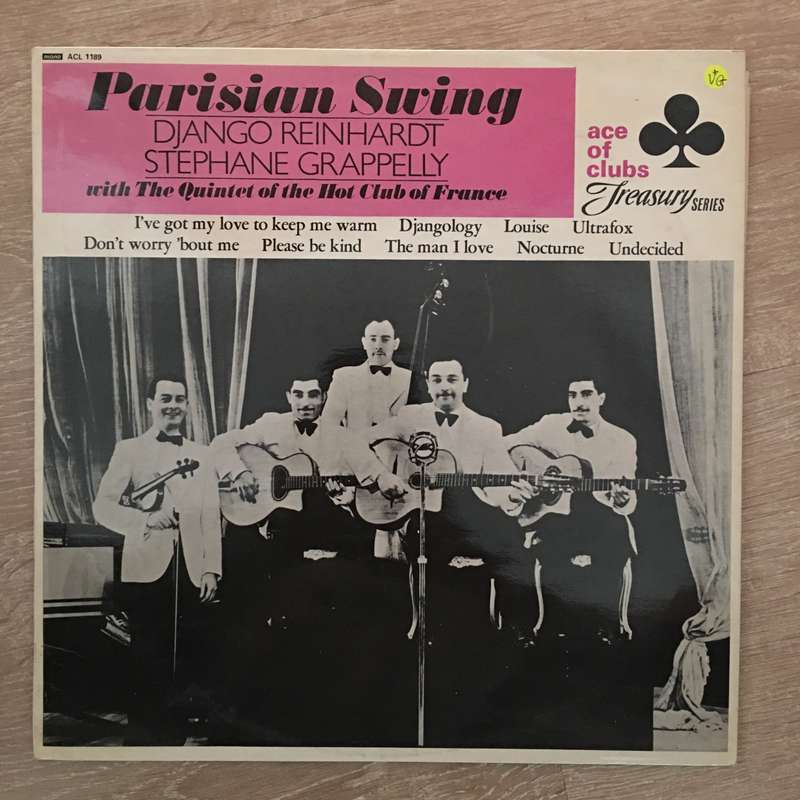 mono ACL 1189
Parisian Swing
DJANGO REINHARDT
STEPHANE GRAPPELLY
with The Quintet of the Hot Club of France
ace
of
clubs
Treasury SERIES
V+G
I've got my love to keep me warm Djangology Louise Ultrafox
Don't worry 'bout me Please be kind The man I love Nocturne Undecided